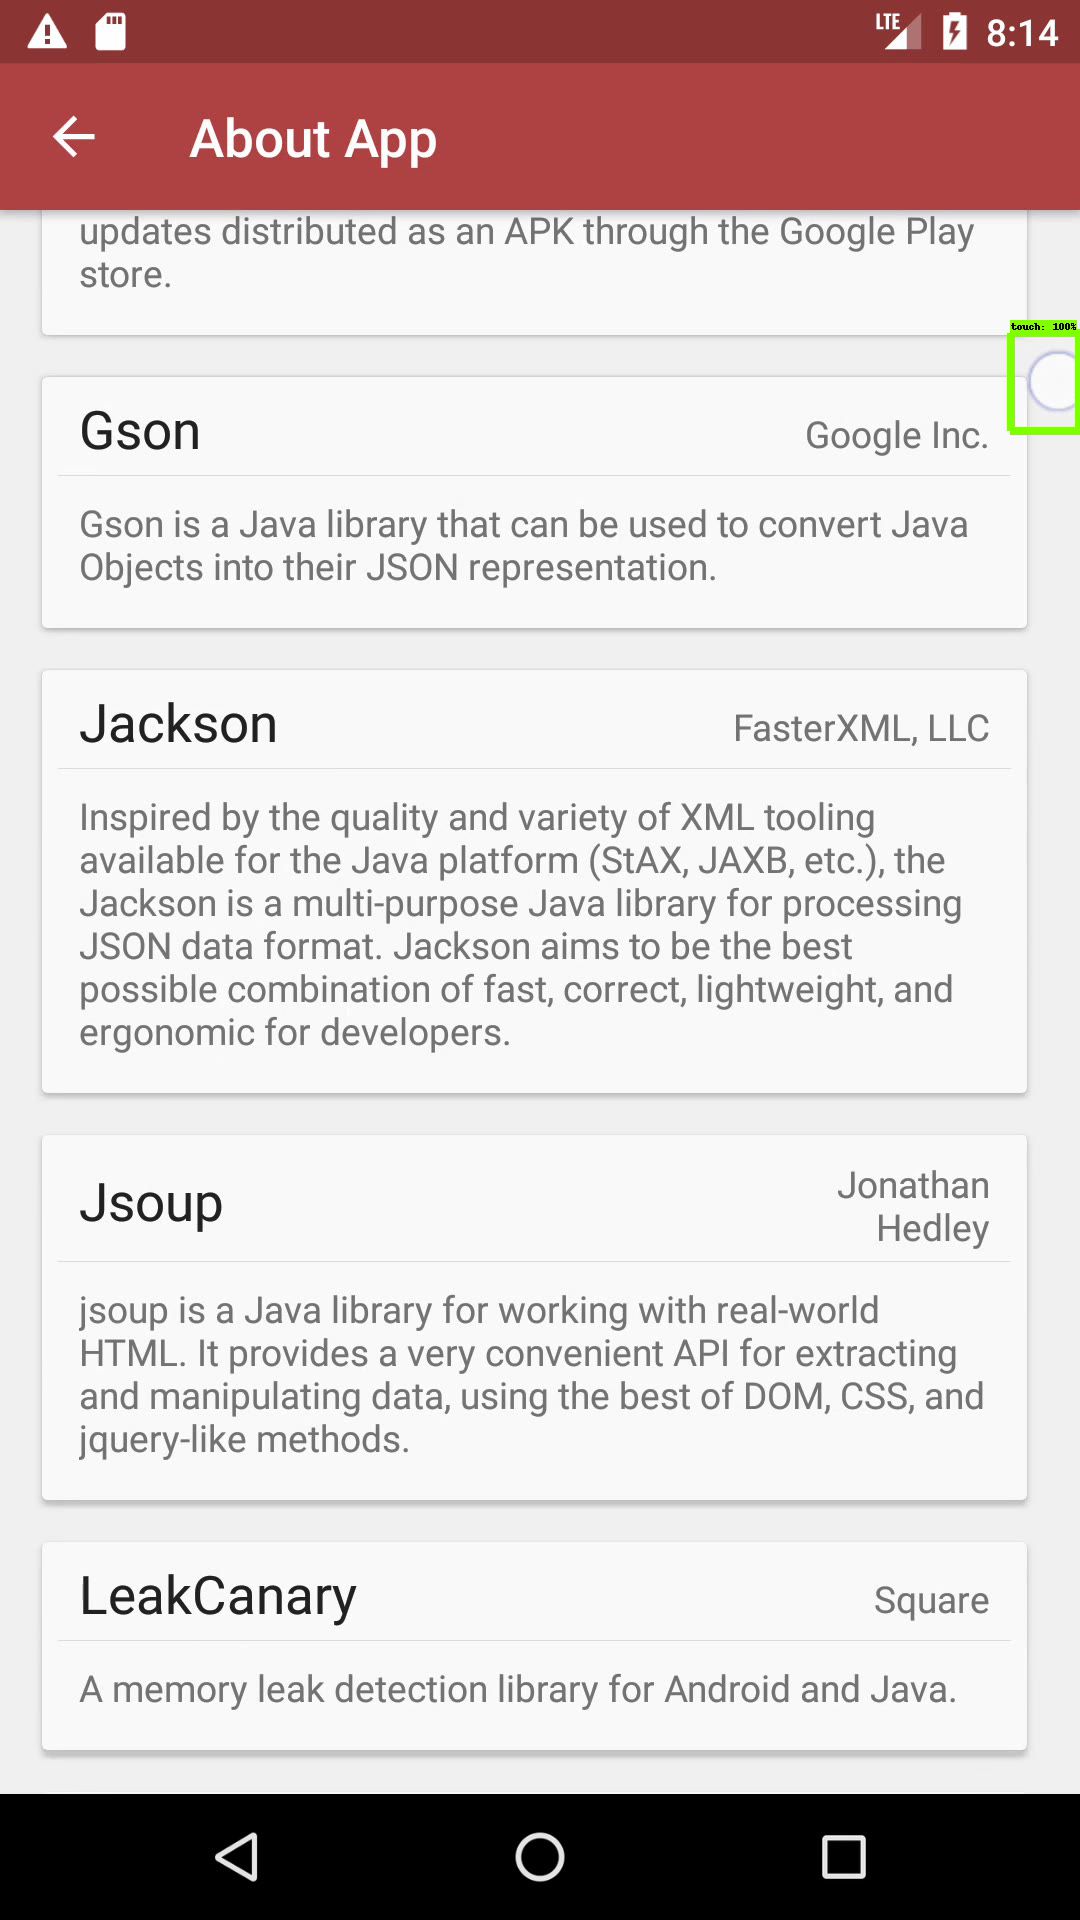 LTE 8:14
About App
updates distributed as an APK through the Google Play
store.
touch: 100%
Gson Google Inc.
Gson is a Java library that can be used to convert Java
Objects into their JSON representation.
Jackson FasterXML, LLC
Inspired by the quality and variety of XML tooling
available for the Java platform (StAX, JAXB, etc.), the
Jackson is a multi-purpose Java library for processing
JSON data format. Jackson aims to be the best
possible combination of fast, correct, lightweight, and
ergonomic for developers.
Jsoup Jonathan
Hedley
jsoup is a Java library for working with real-world
HTML. It provides a very convenient API for extracting
and manipulating data, using the best of DOM, CSS, and
jquery-like methods.
LeakCanary Square
A memory leak detection library for Android and Java.